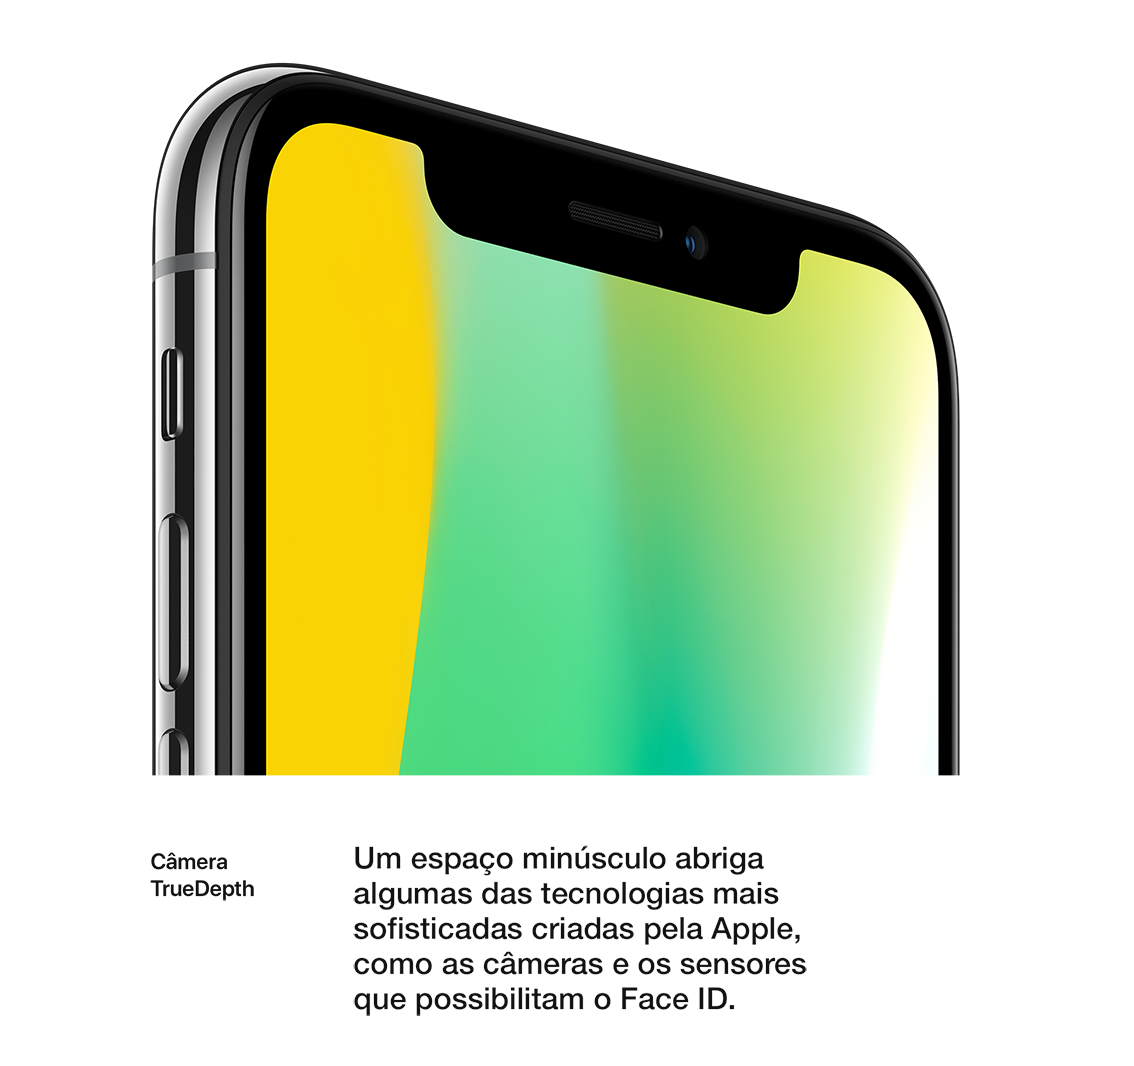 Câmera
TrueDepth
Um espaço minúsculo abriga
algumas das tecnologias mais
sofisticadas criadas pela Apple,
como as câmeras e os sensores
que possibilitam o Face ID.